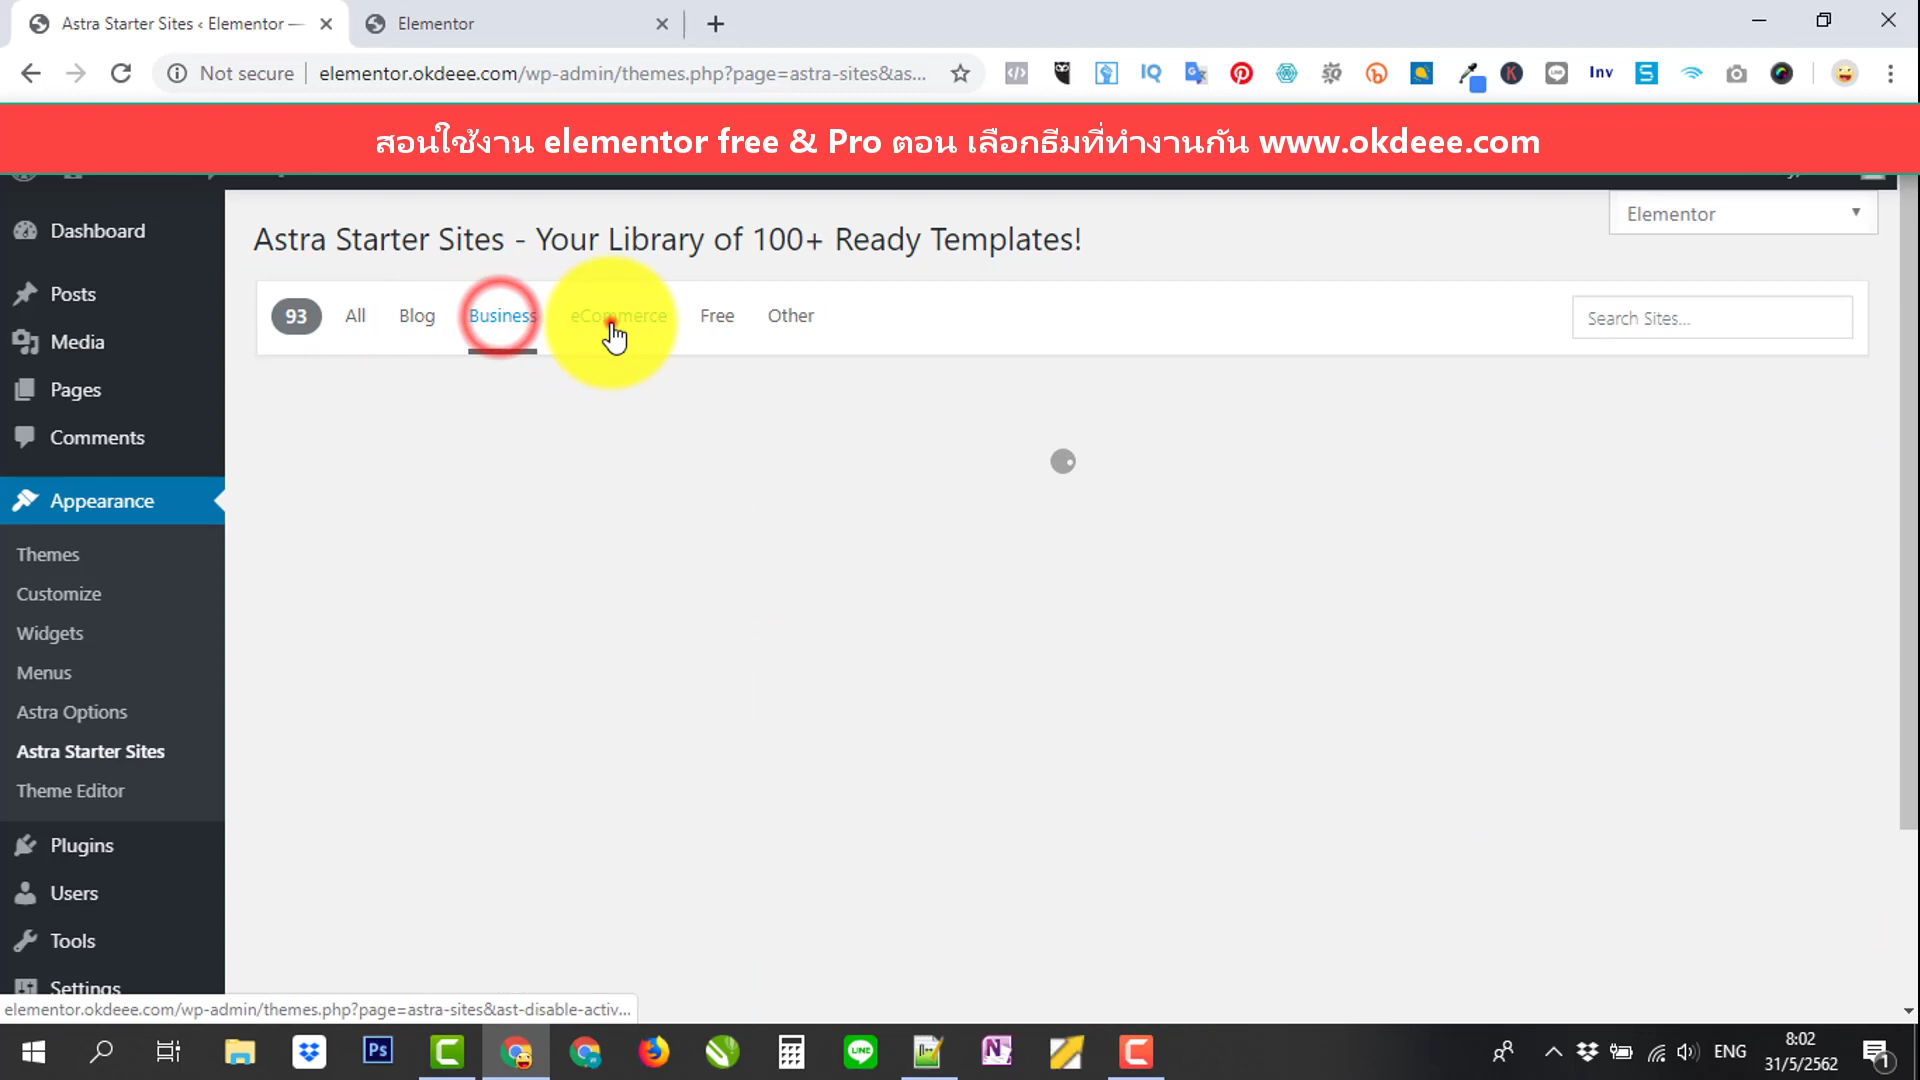 Astra Starter Sites ‹ Elementor —
Elementor
Not secure
elementor.okdeee.com/wp-admin/themes.php?page=astra-sites&as...
IQ
Inv
สอนใช้งาน elementor free & Pro ตอน เลือกธีมที่ทำงานกัน www.okdeee.com
Elementor
Dashboard
Posts
Media
Pages
Comments
Appearance
Themes
Customize
Widgets
Menus
Astra Options
Astra Starter Sites
Theme Editor
Plugins
Users
Tools
Settings
Astra Starter Sites - Your Library of 100+ Ready Templates!
93 All Blog Business eCommerce Free Other
Search Sites...
elementor.okdeee.com/wp-admin/themes.php?page=astra-sites&ast-disable-activ...
Ps
ENG
8:02
31/5/2562
1